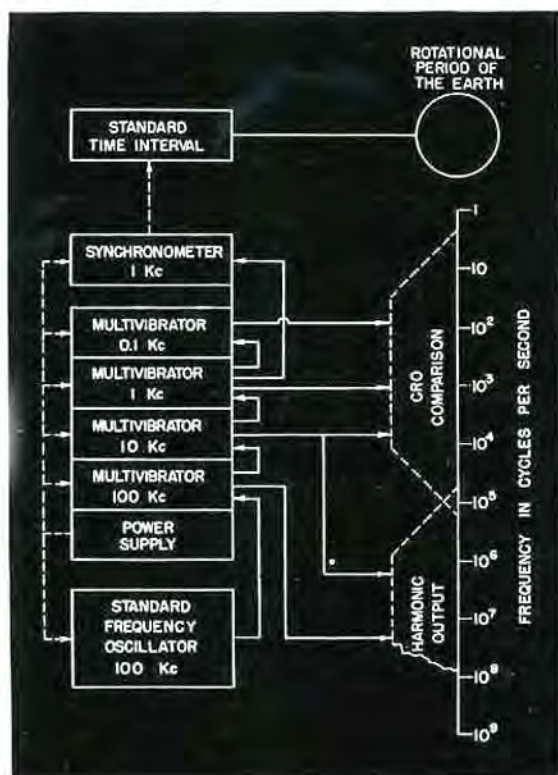 ROTATIONAL
PERIOD OF
THE EARTH
STANDARD
TIME INTERVAL
SYNCHRONOMETER
1 Kc
MULTIVIBRATOR
0.1 Kc
MULTIVIBRATOR
1 Kc
MULTIVIBRATOR
10 Kc
MULTIVIBRATOR
100 Kc
POWER
SUPPLY
STANDARD
FREQUENCY
OSCILLATOR
100 Kc
CRO
COMPARISON
HARMONIC
OUTPUT
1
10
10²
10³
10⁴
10⁵
10⁶
10⁷
10⁸
10⁹
FREQUENCY IN CYCLES PER SECOND